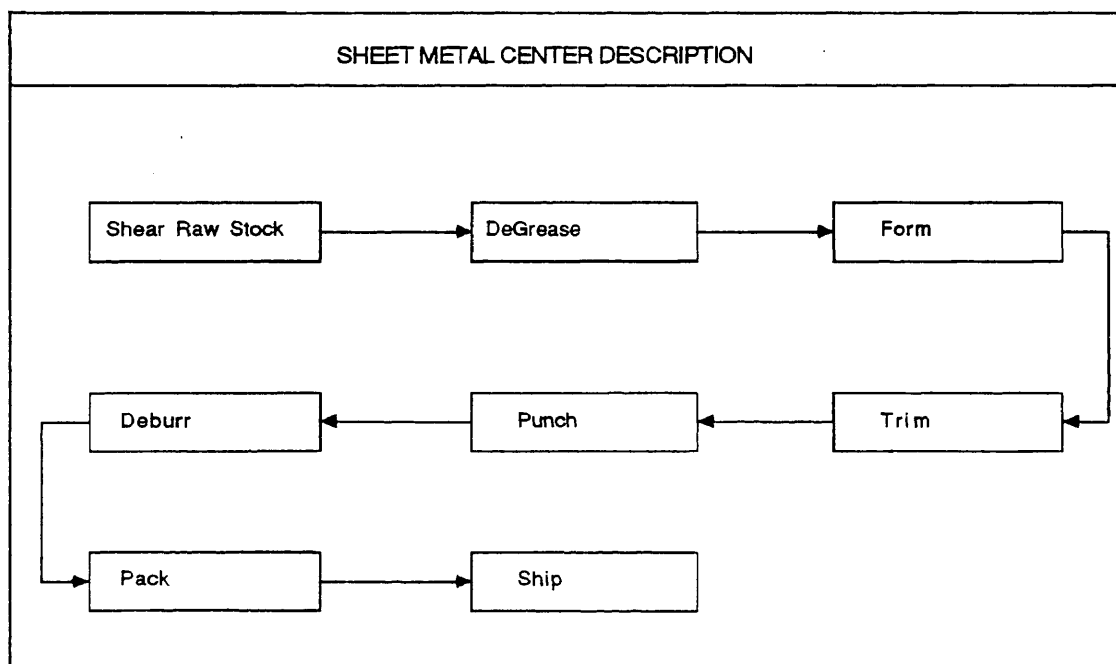 SHEET METAL CENTER DESCRIPTION
Shear Raw Stock
DeGrease
Form
Trim
Punch
Deburr
Pack
Ship